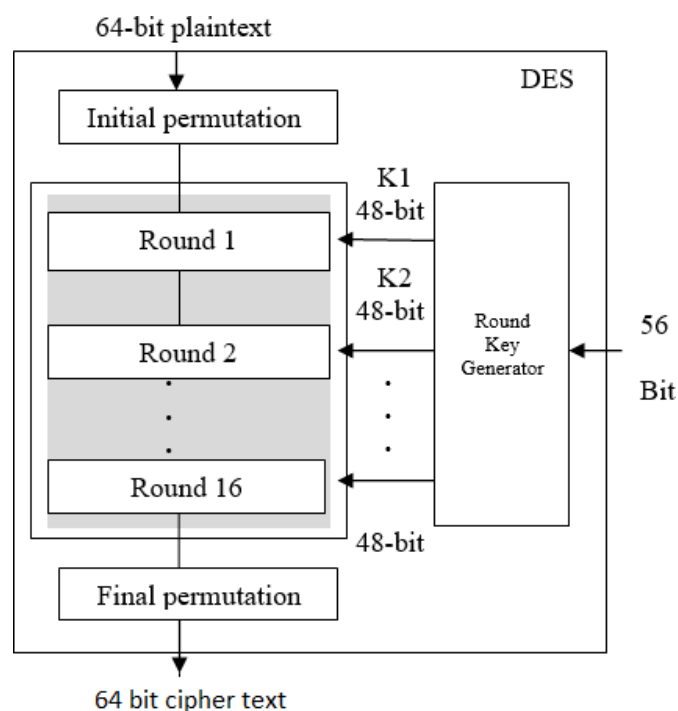 64-bit plaintext
DES
Initial permutation
K1
48-bit
Round 1
K2
48-bit
Round 2
Round
Key
Generator
56
Bit
Round 16
48-bit
Final permutation
64 bit cipher text